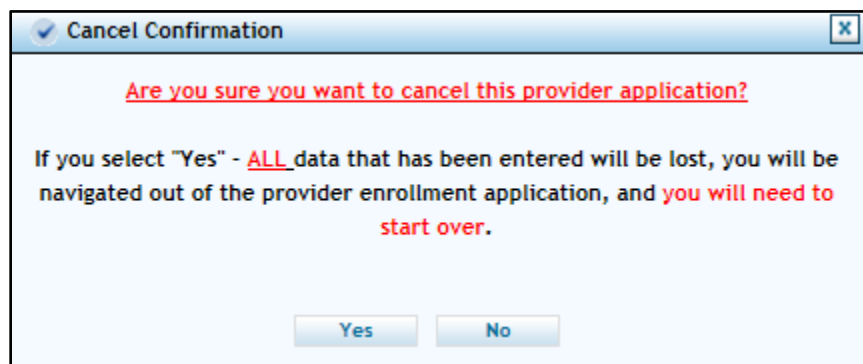 Cancel Confirmation
Are you sure you want to cancel this provider application?
If you select "Yes" - ALL data that has been entered will be lost, you will be
navigated out of the provider enrollment application, and you will need to
start over.
Yes No